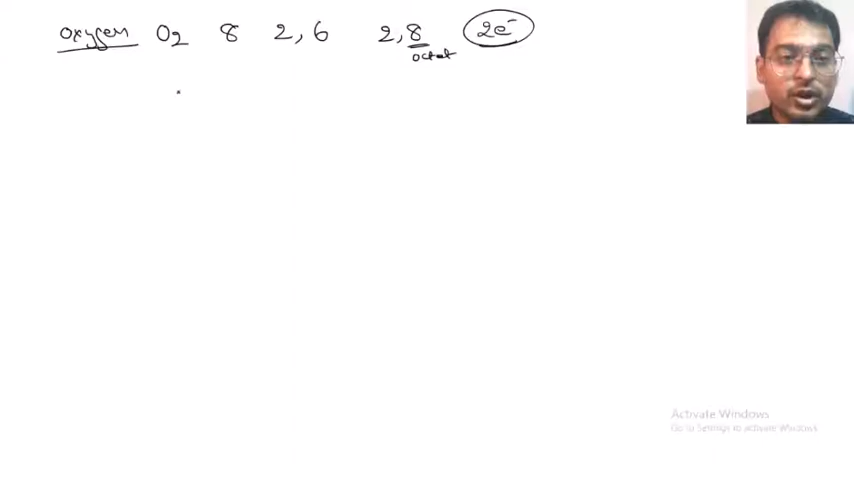 Oxygen O2 8 2,6 2,8 2e⁻
octet
Activate Windows
Go to Settings to activate Windows.